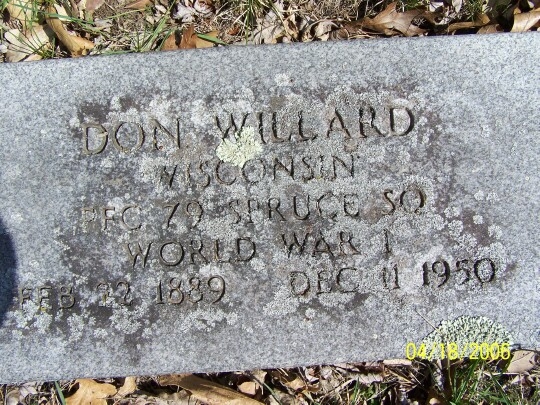 DON WILLARD
WISCONSIN
PFC 79 SPRUCE SQ
WORLD WAR I
FEB 22 1889 DEC 11 1950
04/18/2006